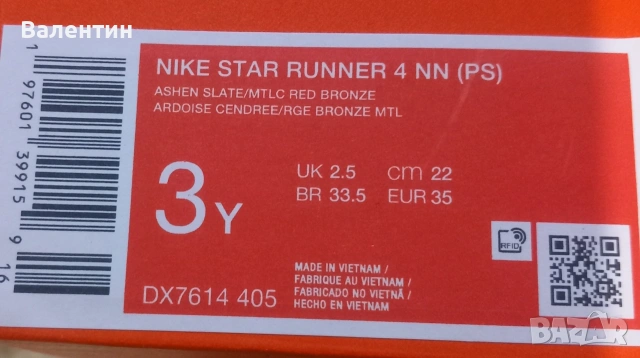 Валентин
NIKE STAR RUNNER 4 NN (PS)
ASHEN SLATE/MTLC RED BRONZE
ARDOISE CENDREE/RGE BRONZE MTL
3Y
UK 2.5 cm 22
BR 33.5 EUR 35
RFID
MADE IN VIETNAM /
FABRIQUE AU VIETNAM /
FABRICADO NO VIETNÃ /
HECHO EN VIETNAM
DX7614 405
1 97601 39915 9 16
BAZAR